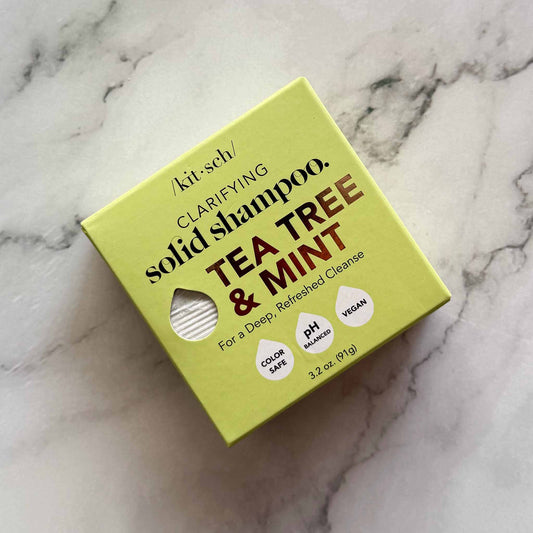 /kit·sch/
CLARIFYING
solid shampoo.
TEA TREE
& MINT
For a Deep, Refreshed Cleanse
COLOR
SAFE
pH
BALANCED
VEGAN
3.2 oz. (91g)